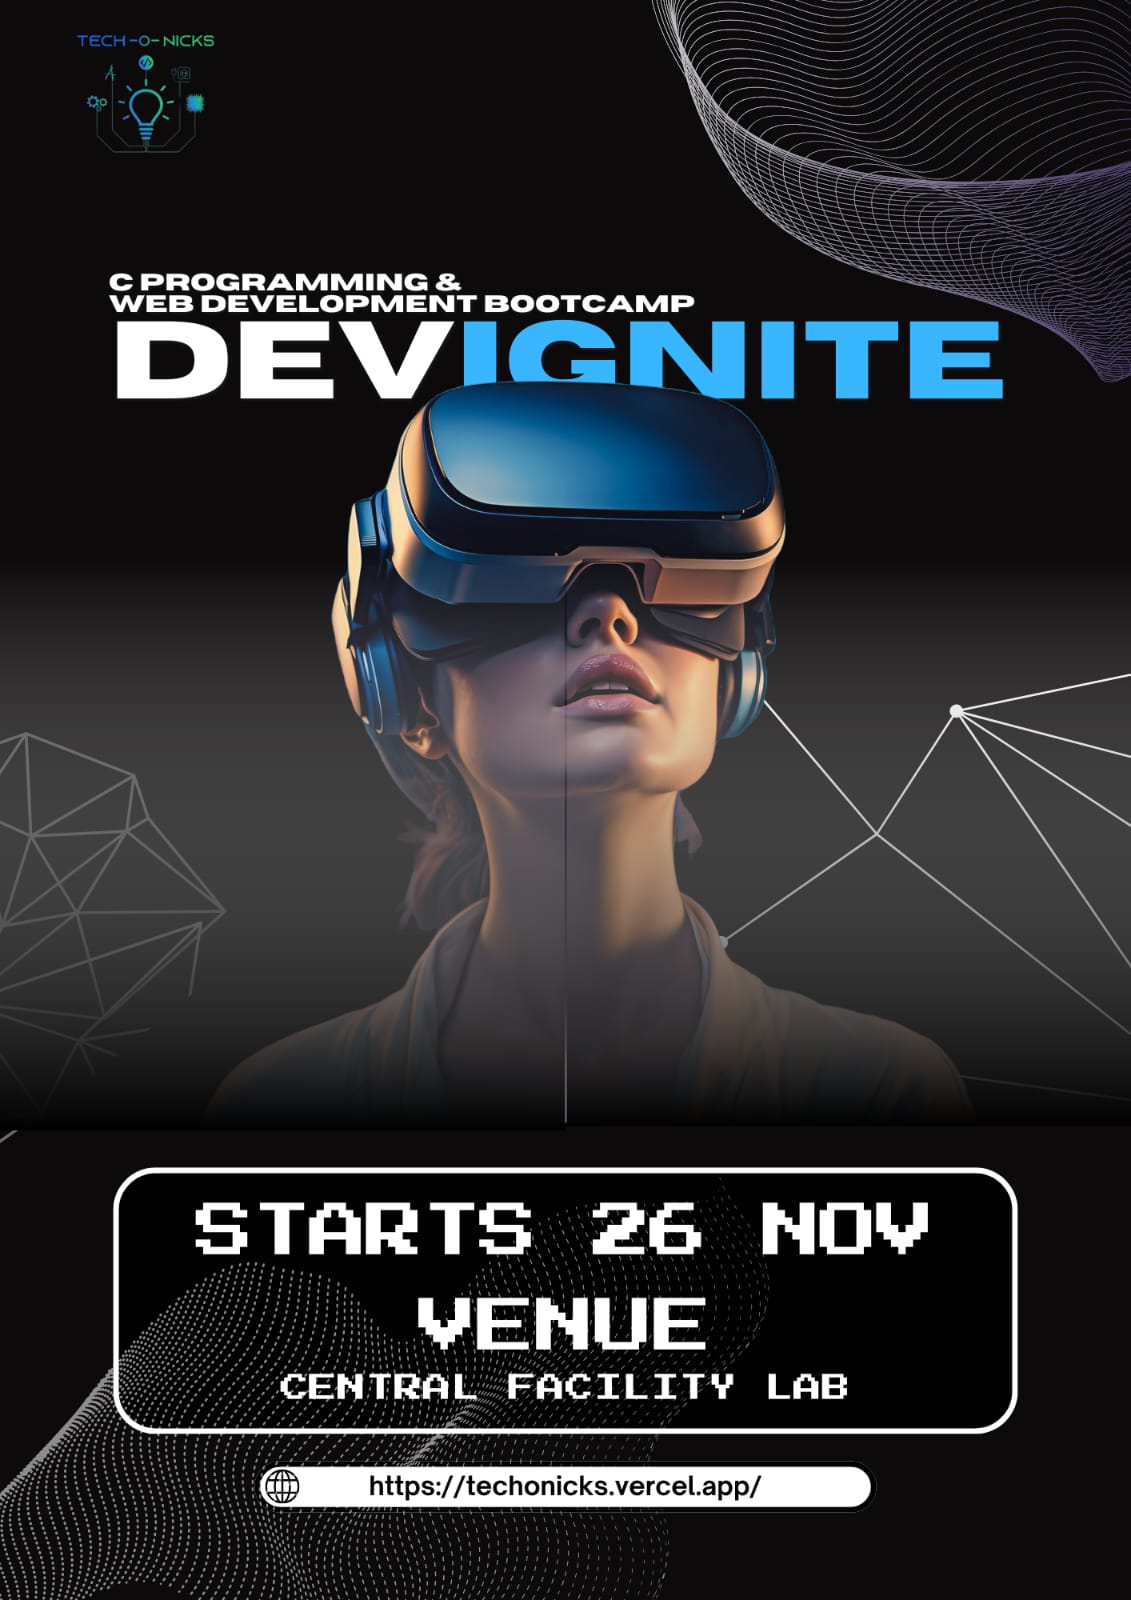 TECH-O-NICKS
C PROGRAMMING &
WEB DEVELOPMENT BOOTCAMP
DEVIGNITE
STARTS 26 NOV
VENUE
CENTRAL FACILITY LAB
https://techonicks.vercel.app/